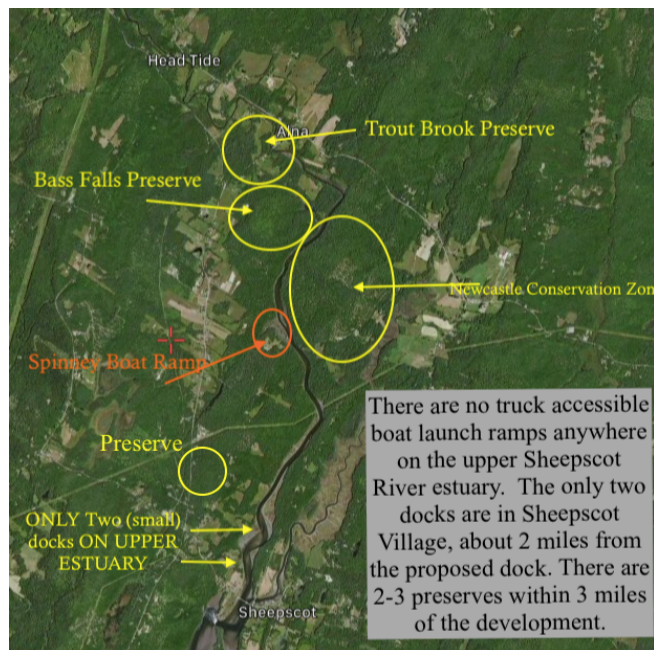 Head Tide
Alna
Trout Brook Preserve
Bass Falls Preserve
Newcastle Conservation Zon
Spinney Boat Ramp
There are no truck accessible
boat launch ramps anywhere
on the upper Sheepscot
River estuary. The only two
docks are in Sheepscot
Village, about 2 miles from
the proposed dock. There are
2-3 preserves within 3 miles
of the development.
Preserve
ONLY Two (small)
docks ON UPPER
ESTUARY
Sheepscot